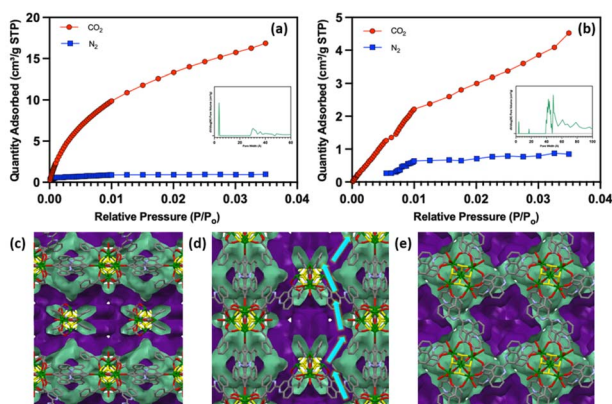 (a)
CO₂
N₂
Quantity Adsorbed (cm³/g STP)
20
15
10
5
0
0.00 0.01 0.02 0.03 0.04
Relative Pressure (P/Pₒ)
(b)
CO₂
N₂
Quantity Adsorbed (cm³/g STP)
5
4
3
2
1
0
0.00 0.01 0.02 0.03 0.04
Relative Pressure (P/Pₒ)
(c)
(d)
(e)